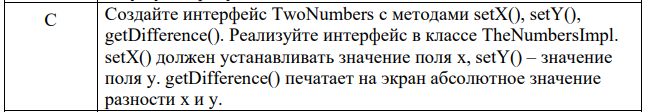 С
Создайте интерфейс TwoNumbers с методами setX(), setY(),
getDifference(). Реализуйте интерфейс в классе TheNumbersImpl.
setX() должен устанавливать значение поля x, setY() – значение
поля y. getDifference() печатает на экран абсолютное значение
разности x и y.